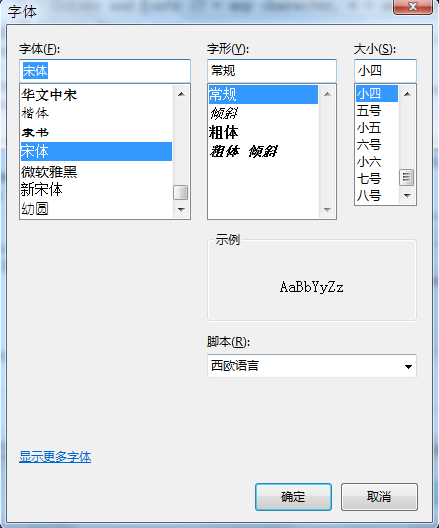 字体
字体(F):
宋体
华文中宋
楷体
隶书
宋体
微软雅黑
新宋体
幼圆
字形(Y):
常规
常规
倾斜
粗体
粗体 倾斜
大小(S):
小四
小四
五号
小五
六号
小六
七号
八号
示例
AaBbYyZz
脚本(R):
西欧语言
显示更多字体
确定
取消